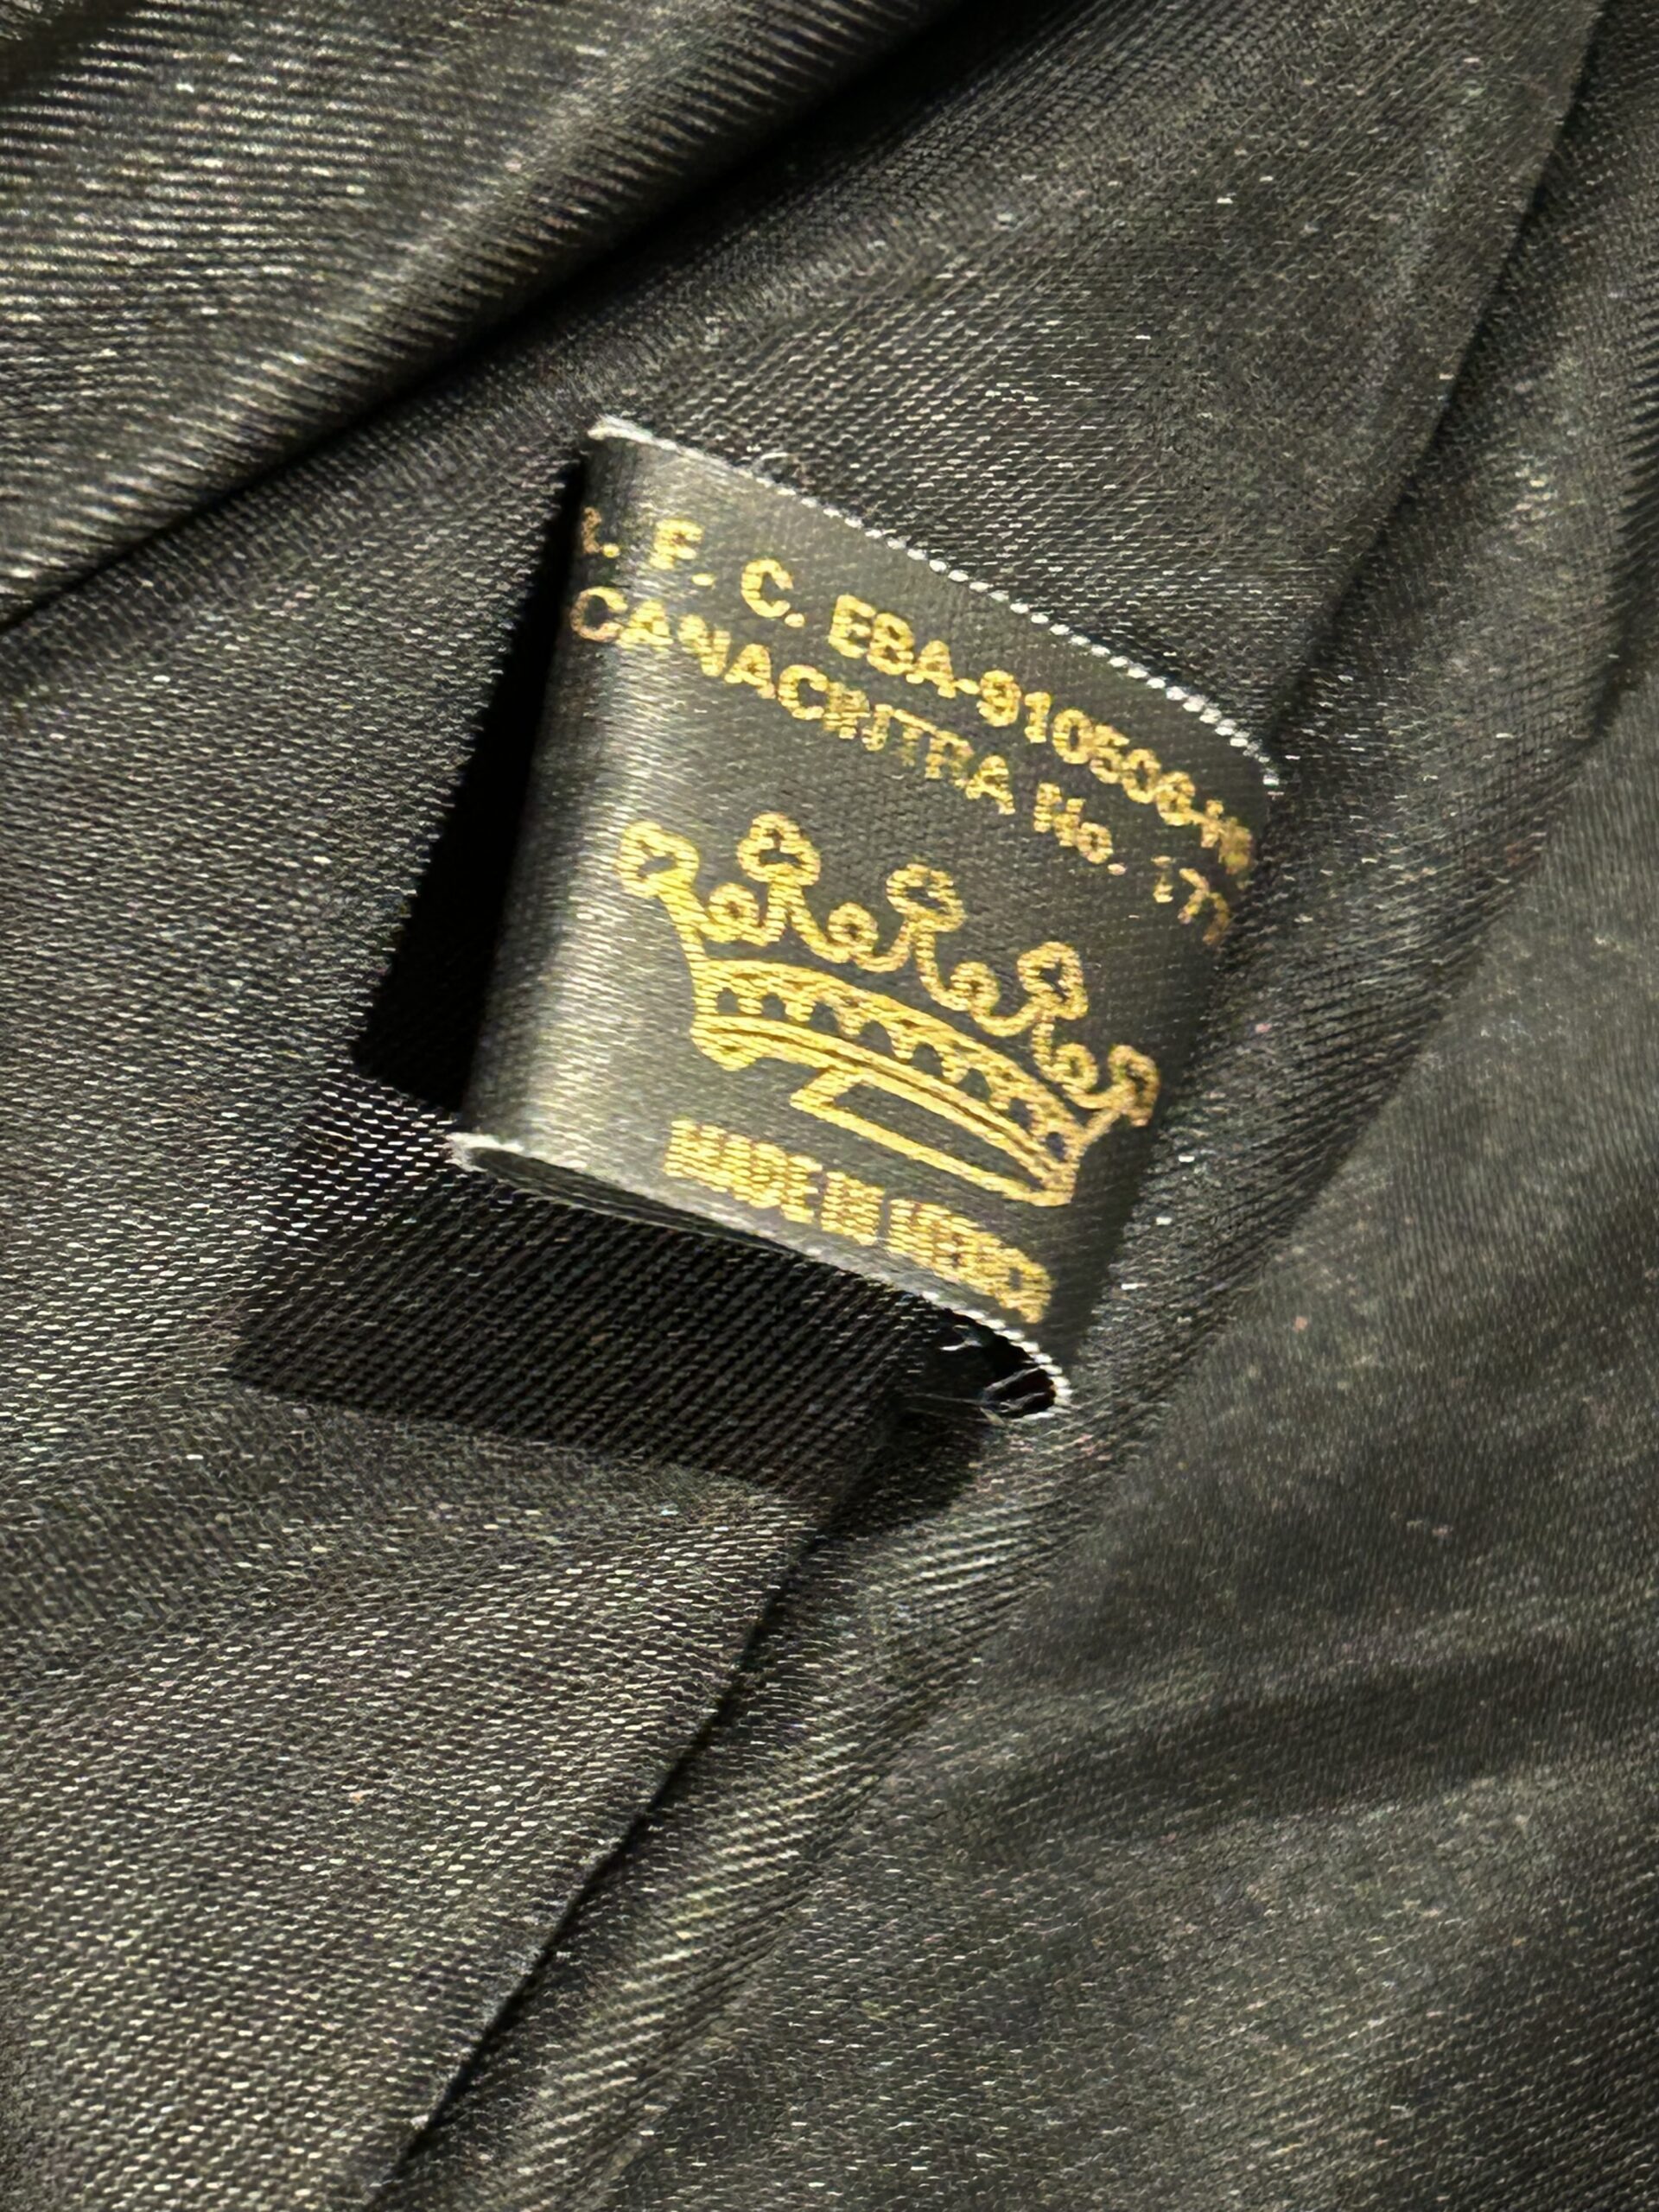 F. C. EBA-910506-H
CANACINTRA No. 
MADE IN MEXICO